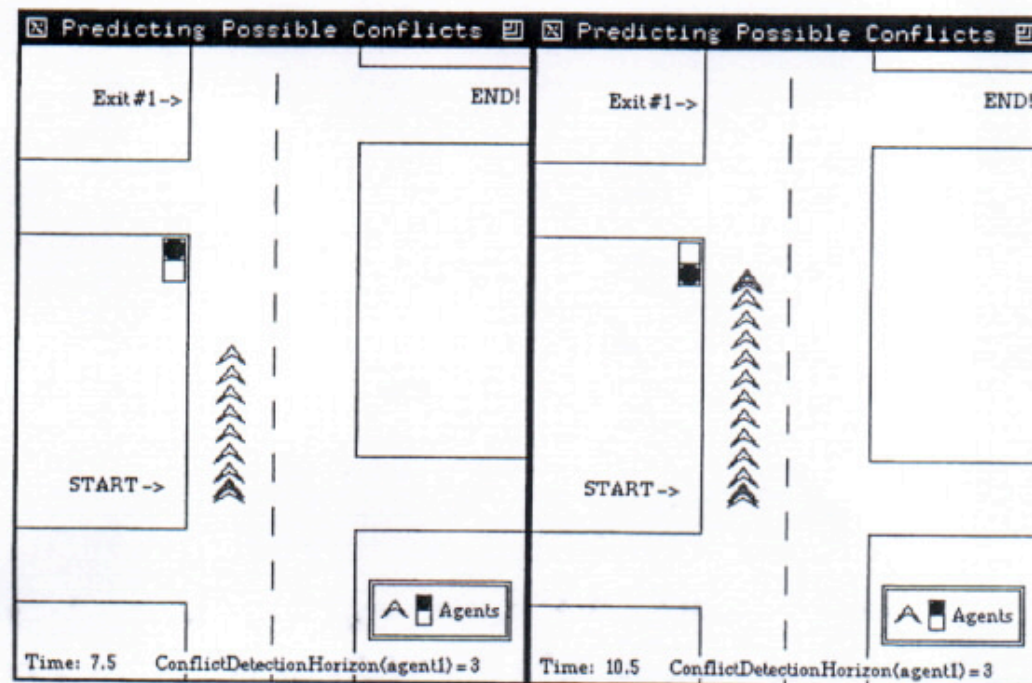 Predicting Possible Conflicts
Exit#1->
END!
START->
Agents
Time: 7.5 ConflictDetectionHorizon(agent1)=3
Predicting Possible Conflicts
Exit#1->
END!
START->
Agents
Time: 10.5 ConflictDetectionHorizon(agent1)=3